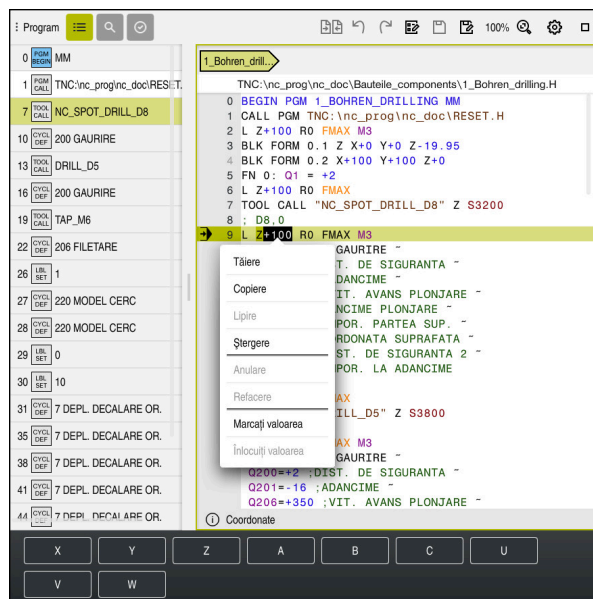 Program
100%
0 PGM BEGIN MM
1 PGM CALL TNC:\nc_prog\nc_doc\RESET.
7 TOOL CALL NC_SPOT_DRILL_D8
10 CYCL DEF 200 GAURIRE
13 TOOL CALL DRILL_D5
16 CYCL DEF 200 GAURIRE
19 TOOL CALL TAP_M6
22 CYCL DEF 206 FILETARE
26 LBL SET 1
27 CYCL DEF 220 MODEL CERC
28 CYCL DEF 220 MODEL CERC
29 LBL SET 0
30 LBL SET 10
31 CYCL DEF 7 DEPL. DECALARE OR.
35 CYCL DEF 7 DEPL. DECALARE OR.
38 CYCL DEF 7 DEPL. DECALARE OR.
41 CYCL DEF 7 DEPL. DECALARE OR.
44 CYCL DEF 7 DEPL. DECALARE OR.
1_Bohren_drill...
TNC:\nc_prog\nc_doc\Bauteile_components\1_Bohren_drilling.H
0 BEGIN PGM 1_BOHREN_DRILLING MM
1 CALL PGM TNC:\nc_prog\nc_doc\RESET.H
2 L Z+100 R0 FMAX M3
3 BLK FORM 0.1 Z X+0 Y+0 Z-19.95
4 BLK FORM 0.2 X+100 Y+100 Z+0
5 FN 0: Q1 = +2
6 L Z+100 R0 FMAX
7 TOOL CALL "NC_SPOT_DRILL_D8" Z S3200
8 ; D8,0
9 L Z+100 R0 FMAX M3
GAURIRE ~
T. DE SIGURANTA ~
DANCIME ~
IT. AVANS PLONJARE ~
NCIME PLONJARE ~
POR. PARTEA SUP. ~
RDONATA SUPRAFATA ~
ST. DE SIGURANTA 2 ~
POR. LA ADANCIME
AX
ILL_D5" Z S3800
AX M3
GAURIRE ~
Q200=+2 ;DIST. DE SIGURANTA ~
Q201=-16 ;ADANCIME ~
Q206=+350 ;VIT. AVANS PLONJARE ~
Tăiere
Copiere
Lipire
Ștergere
Anulare
Refacere
Marcați valoarea
Înlocuiți valoarea
Coordonate
X Y Z A B C U
V W